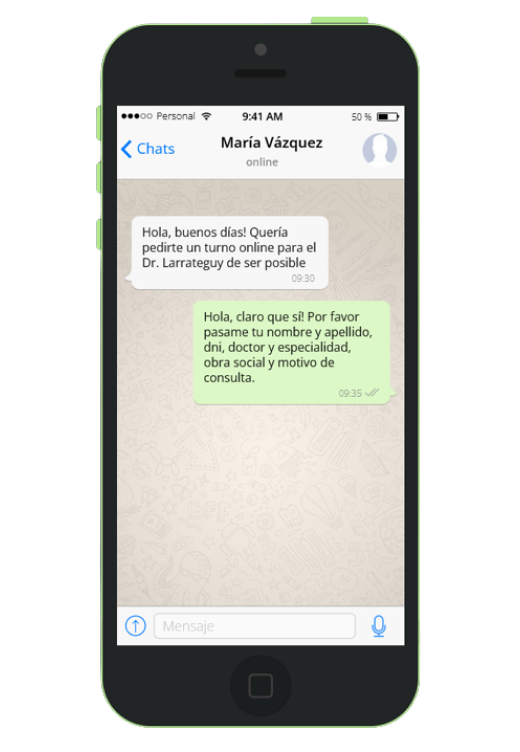 Personal 9:41 AM 50 %
Chats María Vázquez
online
Hola, buenos días! Quería
pedirte un turno online para el
Dr. Larrateguy de ser posible
09:30
Hola, claro que sí! Por favor
pasame tu nombre y apellido,
dni, doctor y especialidad,
obra social y motivo de
consulta.
09:35
Mensaje